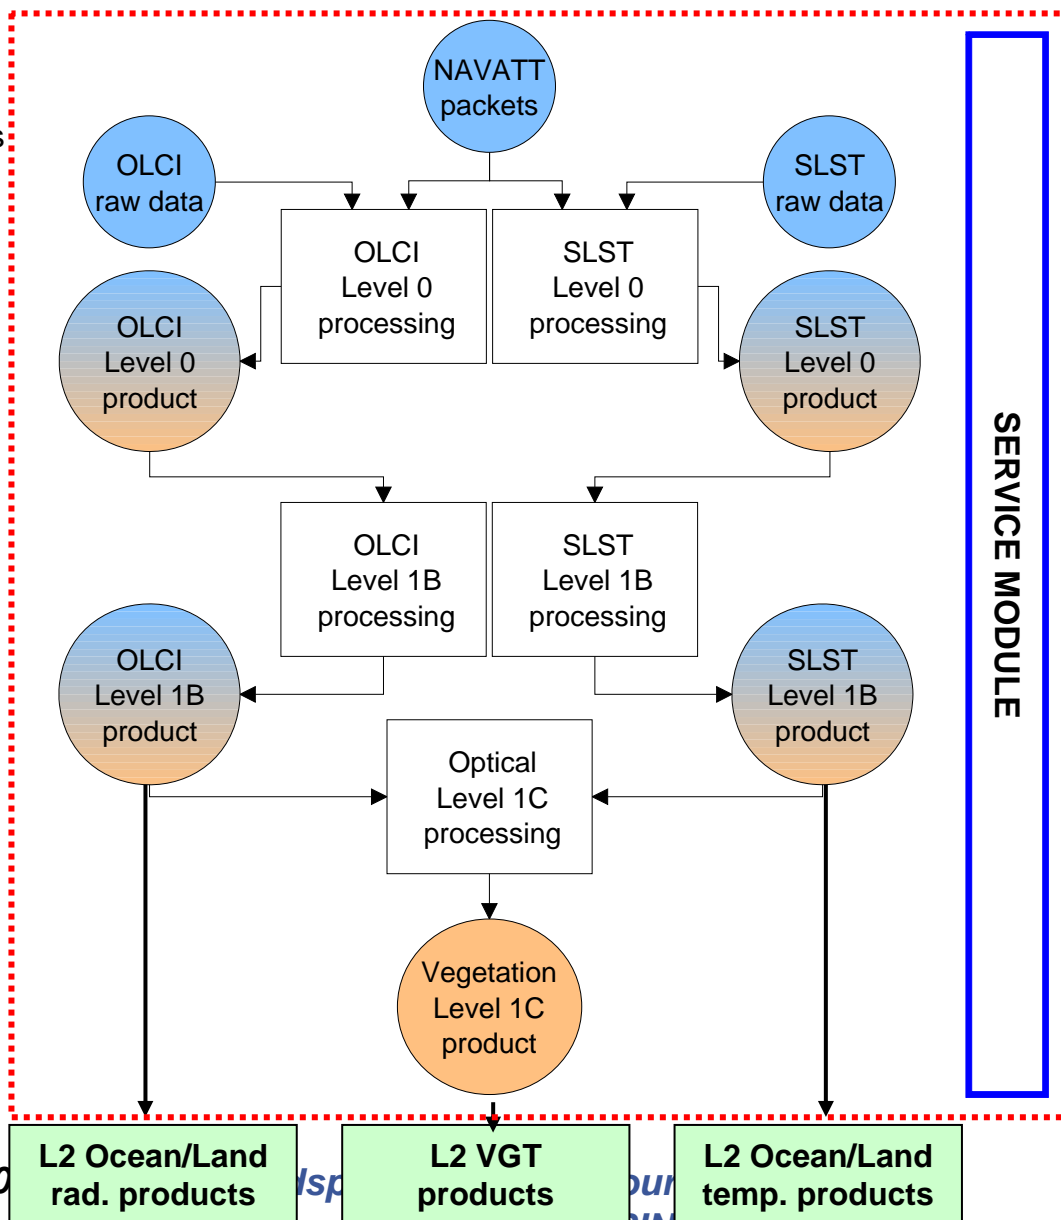 NAVATT
packets
OLCI
raw data
SLST
raw data
OLCI
Level 0
processing
SLST
Level 0
processing
OLCI
Level 0
product
SLST
Level 0
product
OLCI
Level 1B
processing
SLST
Level 1B
processing
OLCI
Level 1B
product
SLST
Level 1B
product
Optical
Level 1C
processing
Vegetation
Level 1C
product
SERVICE MODULE
L2 Ocean/Land
rad. products
L2 VGT
products
L2 Ocean/Land
temp. products